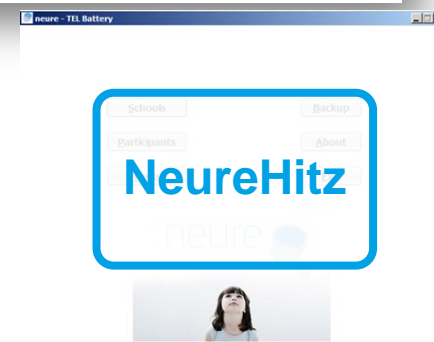 neure - TEL Battery
Schools
Backup
Participants
About
NeureHitz
neure